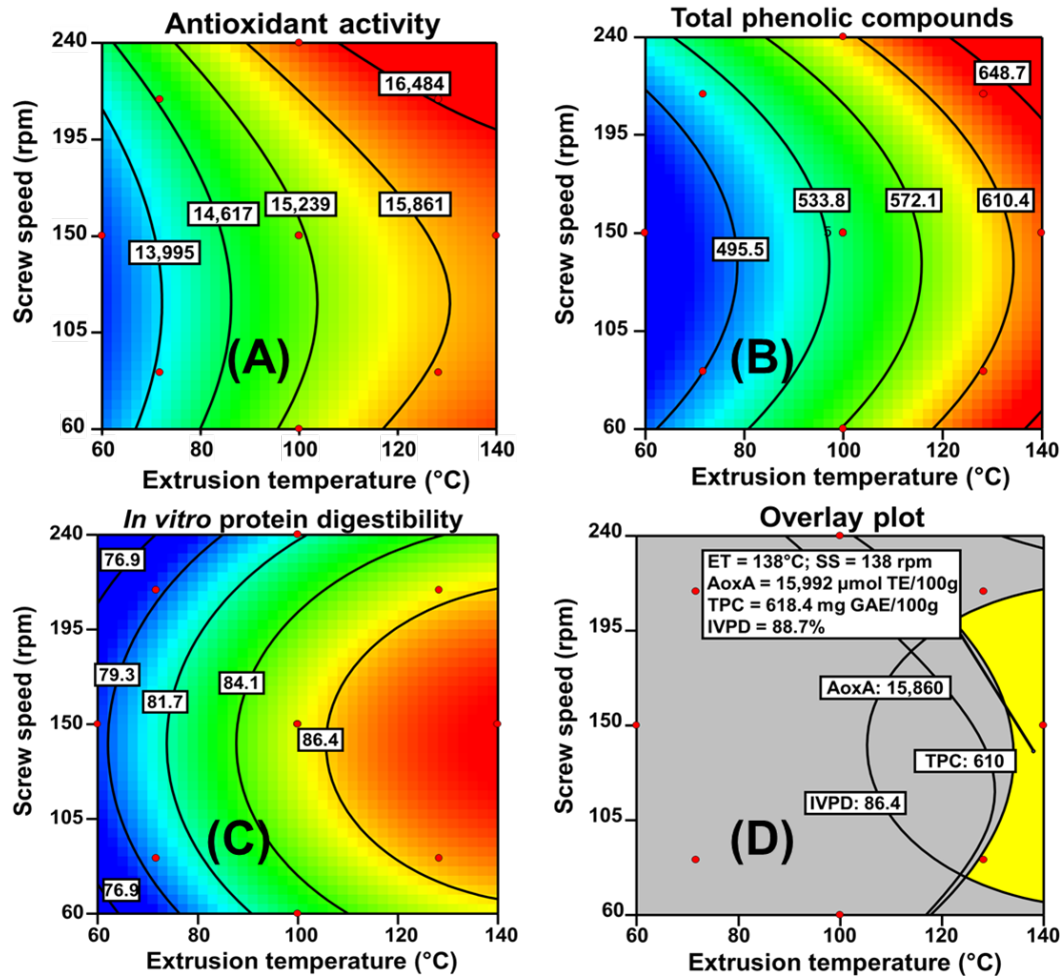 Antioxidant activity
240
195
150
105
60
Screw speed (rpm)
16,484
15,861
15,239
14,617
13,995
(A)
60 80 100 120 140
Extrusion temperature (°C)
Total phenolic compounds
240
195
150
105
60
Screw speed (rpm)
648.7
610.4
572.1
533.8
495.5
5
(B)
60 80 100 120 140
Extrusion temperature (°C)
In vitro protein digestibility
240
195
150
105
60
Screw speed (rpm)
76.9
79.3
81.7
84.1
86.4
76.9
(C)
60 80 100 120 140
Extrusion temperature (°C)
Overlay plot
240
195
150
105
60
Screw speed (rpm)
ET = 138°C; SS = 138 rpm
AoxA = 15,992 µmol TE/100g
TPC = 618.4 mg GAE/100g
IVPD = 88.7%
AoxA: 15,860
TPC: 610
IVPD: 86.4
(D)
60 80 100 120 140
Extrusion temperature (°C)